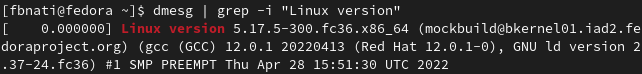 [fbnati@fedora ~]$ dmesg | grep -i "Linux version"
[    0.000000] Linux version 5.17.5-300.fc36.x86_64 (mockbuild@bkernel01.iad2.fe
doraproject.org) (gcc (GCC) 12.0.1 20220413 (Red Hat 12.0.1-0), GNU ld version 2
.37-24.fc36) #1 SMP PREEMPT Thu Apr 28 15:51:30 UTC 2022